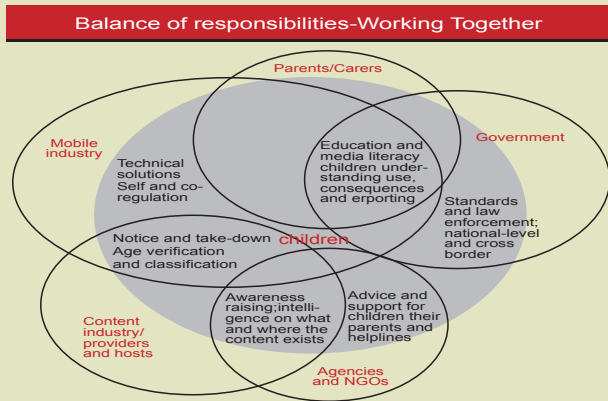 Balance of responsibilities-Working Together
Parents/Carers
Mobile
industry
Government
Technical
solutions
Self and co-
regulation
Education and
media literacy
children under-
standing use,
consequences
and erporting
Standards
and law
enforcement;
national-level
and cross
border
Notice and take-down
Age verification
and classification
children
Awareness
raising;intelli-
gence on what
and where the
content exists
Advice and
support for
children their
parents and
helplines
Content
industry/
providers
and hosts
Agencies
and NGOs